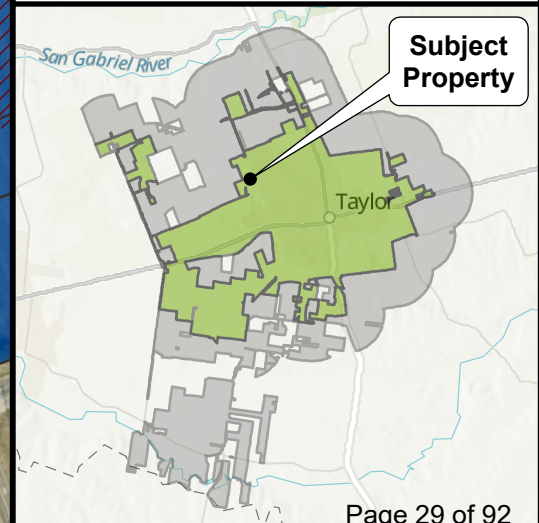 San Gabriel River
Subject
Property
Taylor
Page 29 of 92